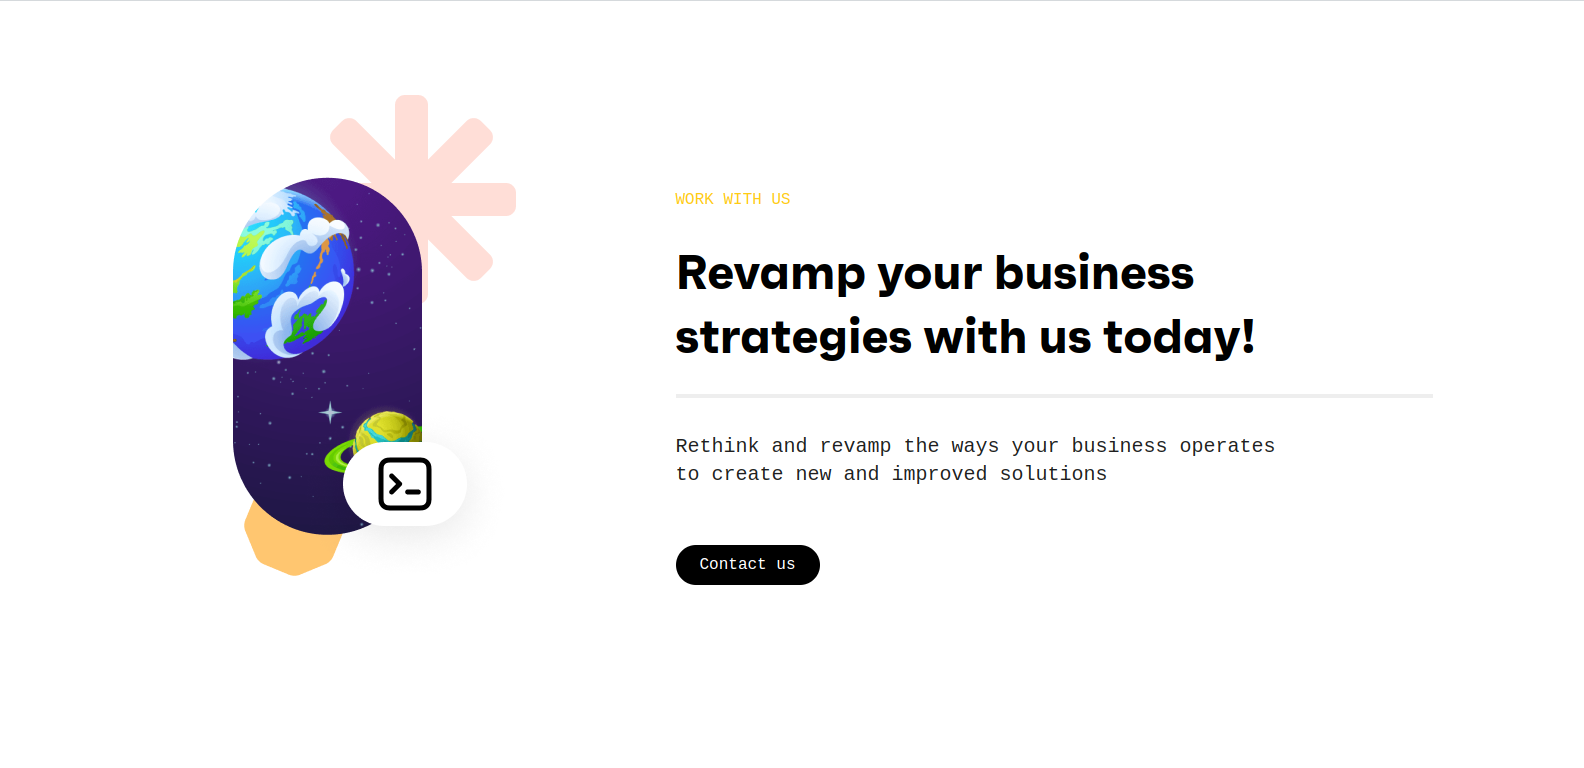 WORK WITH US
Revamp your business
strategies with us today!
Rethink and revamp the ways your business operates
to create new and improved solutions
Contact us